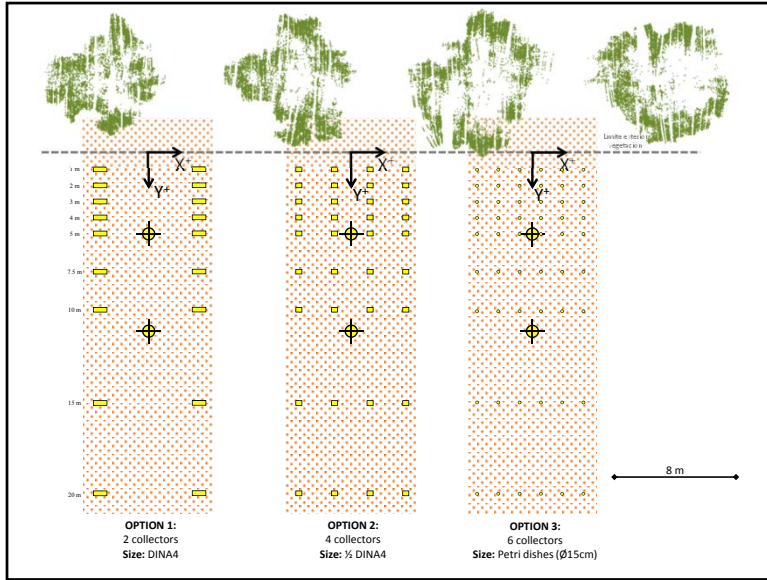 Limite exterior
vegetación
X⁺
X⁺
X⁺
Y⁺
Y⁺
Y⁺
1 m
2 m
3 m
4 m
5 m
7.5 m
10 m
15 m
20 m
8 m
OPTION 1:
2 collectors
Size: DINA4
OPTION 2:
4 collectors
Size: ½ DINA4
OPTION 3:
6 collectors
Size: Petri dishes (Ø15cm)